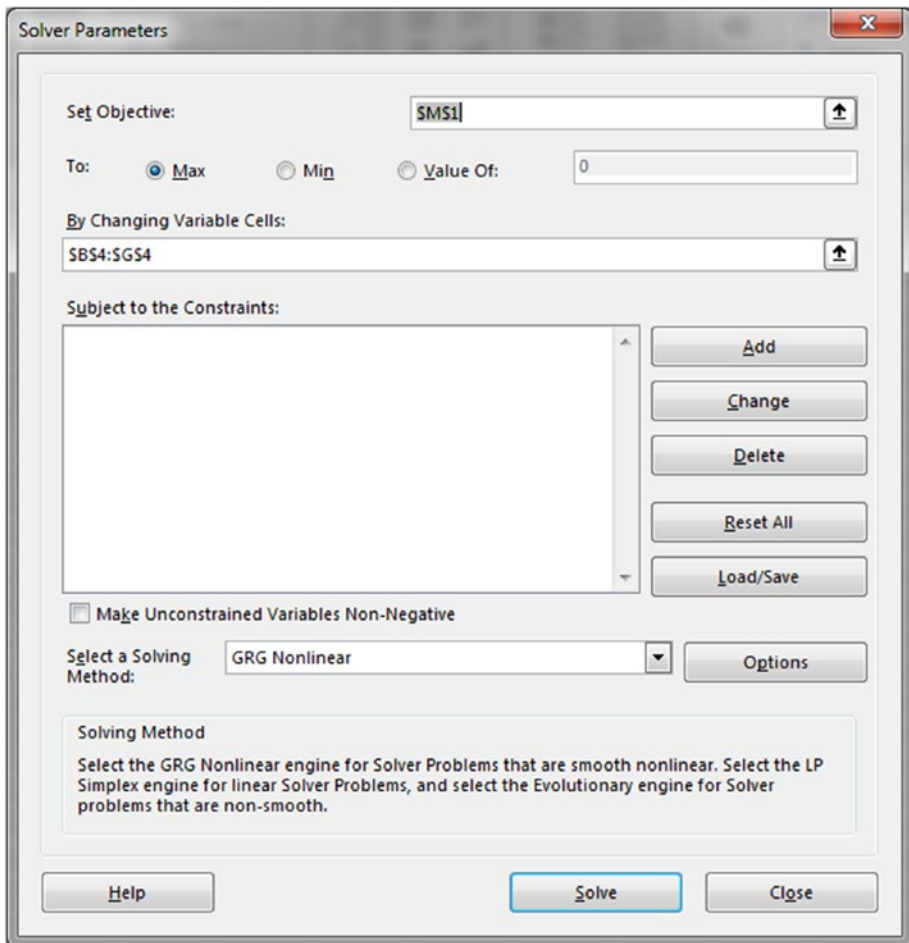 Solver Parameters
Set Objective:
$M$1
To:
Max
Min
Value Of:
0
By Changing Variable Cells:
$B$4:$G$4
Subject to the Constraints:
Add
Change
Delete
Reset All
Load/Save
Make Unconstrained Variables Non-Negative
Select a Solving
Method:
GRG Nonlinear
Options
Solving Method
Select the GRG Nonlinear engine for Solver Problems that are smooth nonlinear. Select the LP
Simplex engine for linear Solver Problems, and select the Evolutionary engine for Solver
problems that are non-smooth.
Help
Solve
Close